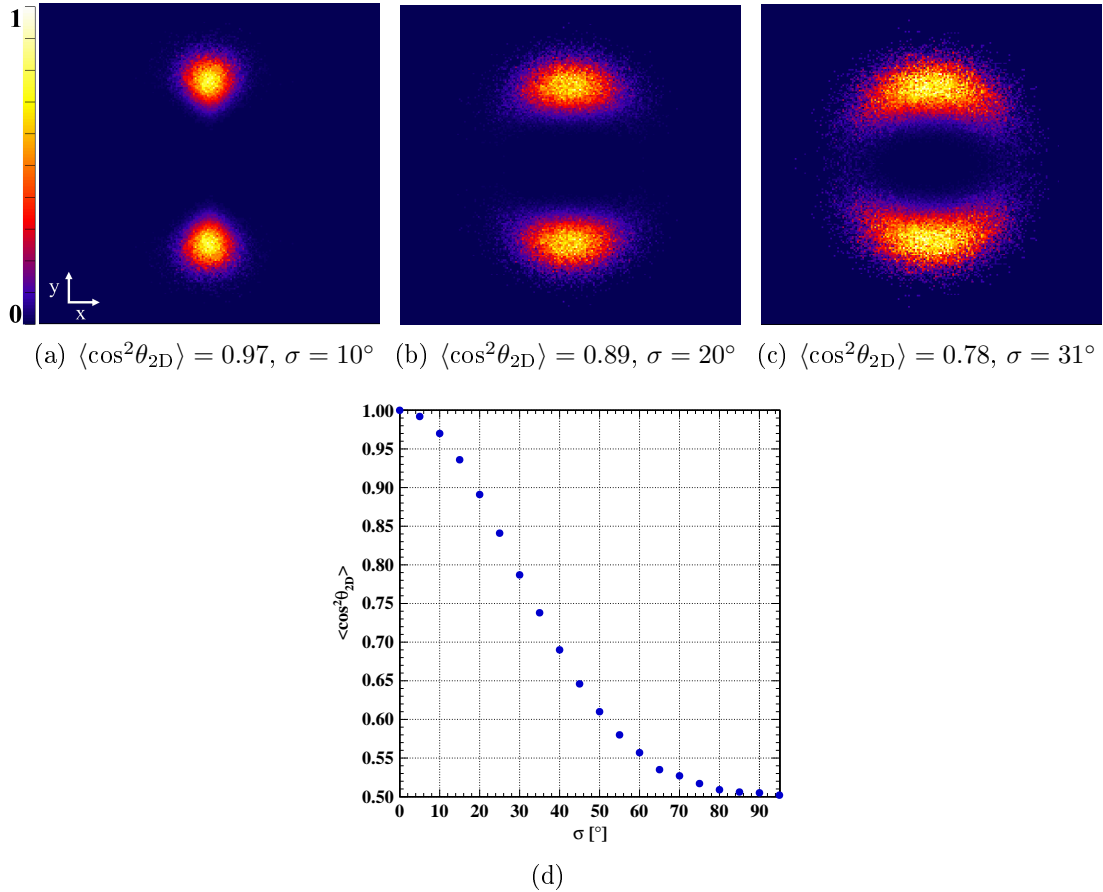 1
0
y
x
(a) ⟨cos²θ₂D⟩ = 0.97, σ = 10°
(b) ⟨cos²θ₂D⟩ = 0.89, σ = 20°
(c) ⟨cos²θ₂D⟩ = 0.78, σ = 31°
<cos²θ₂D>
1.00
0.95
0.90
0.85
0.80
0.75
0.70
0.65
0.60
0.55
0.50
0 10 20 30 40 50 60 70 80 90
σ [°]
(d)